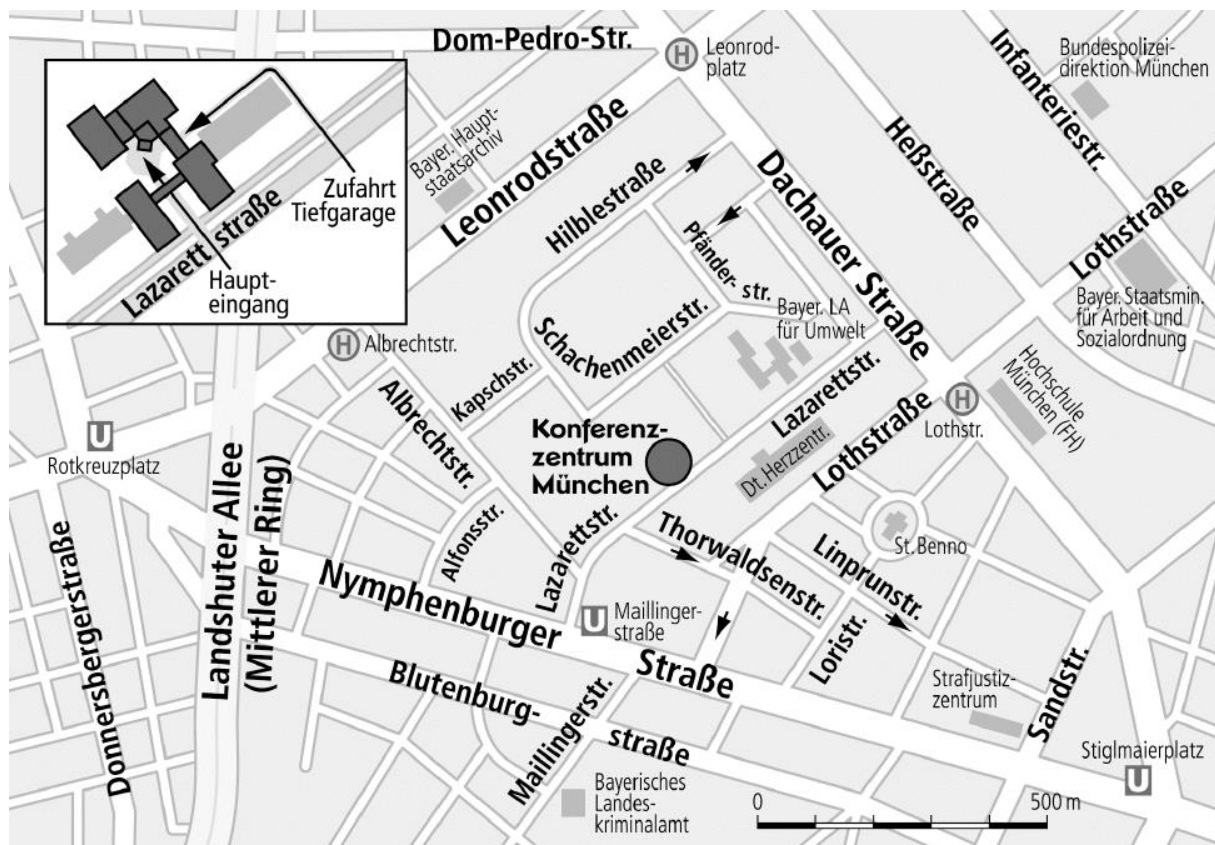 Dom-Pedro-Str.
H
Leonrod-
platz
Infanteriestr.
Bundespolizei-
direktion München
Zufahrt
Tiefgarage
Lazarett straße
Haupt-
eingang
Bayer. Haupt-
staatsarchiv
Leonrodstraße
Hilblestraße
Dachauer Straße
Heßstraße
Lothstraße
Pfänder- str.
Bayer. LA
für Umwelt
Bayer. Staatsmin.
für Arbeit und
Sozialordnung
H
Albrechtstr.
Schachenmeierstr.
Kapschstr.
Albrechtstr.
Lazarettstr.
Hochschule
München (FH)
H
Lothstr.
U
Rotkreuzplatz
Konferenz-
zentrum
München
Dt. Herzzentr.
Lothstraße
Landshuter Allee
(Mittlerer Ring)
Donnersbergerstraße
Alfonsstr.
Lazarettstr.
Thorwaldsenstr.
Linprunstr.
St. Benno
Nymphenburger
Straße
U
Maillinger-
straße
Loristr.
Blutenburg-
straße
Maillingerstr.
Strafjustiz-
zentrum
Sandstr.
Stiglmaierplatz
U
Bayerisches
Landes-
kriminalamt
0
500 m